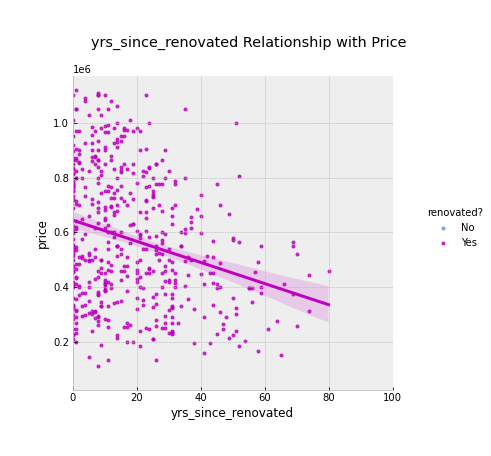 yrs_since_renovated Relationship with Price
1e6
1.0
0.8
0.6
0.4
0.2
price
0 20 40 60 80 100
yrs_since_renovated
renovated?
No
Yes